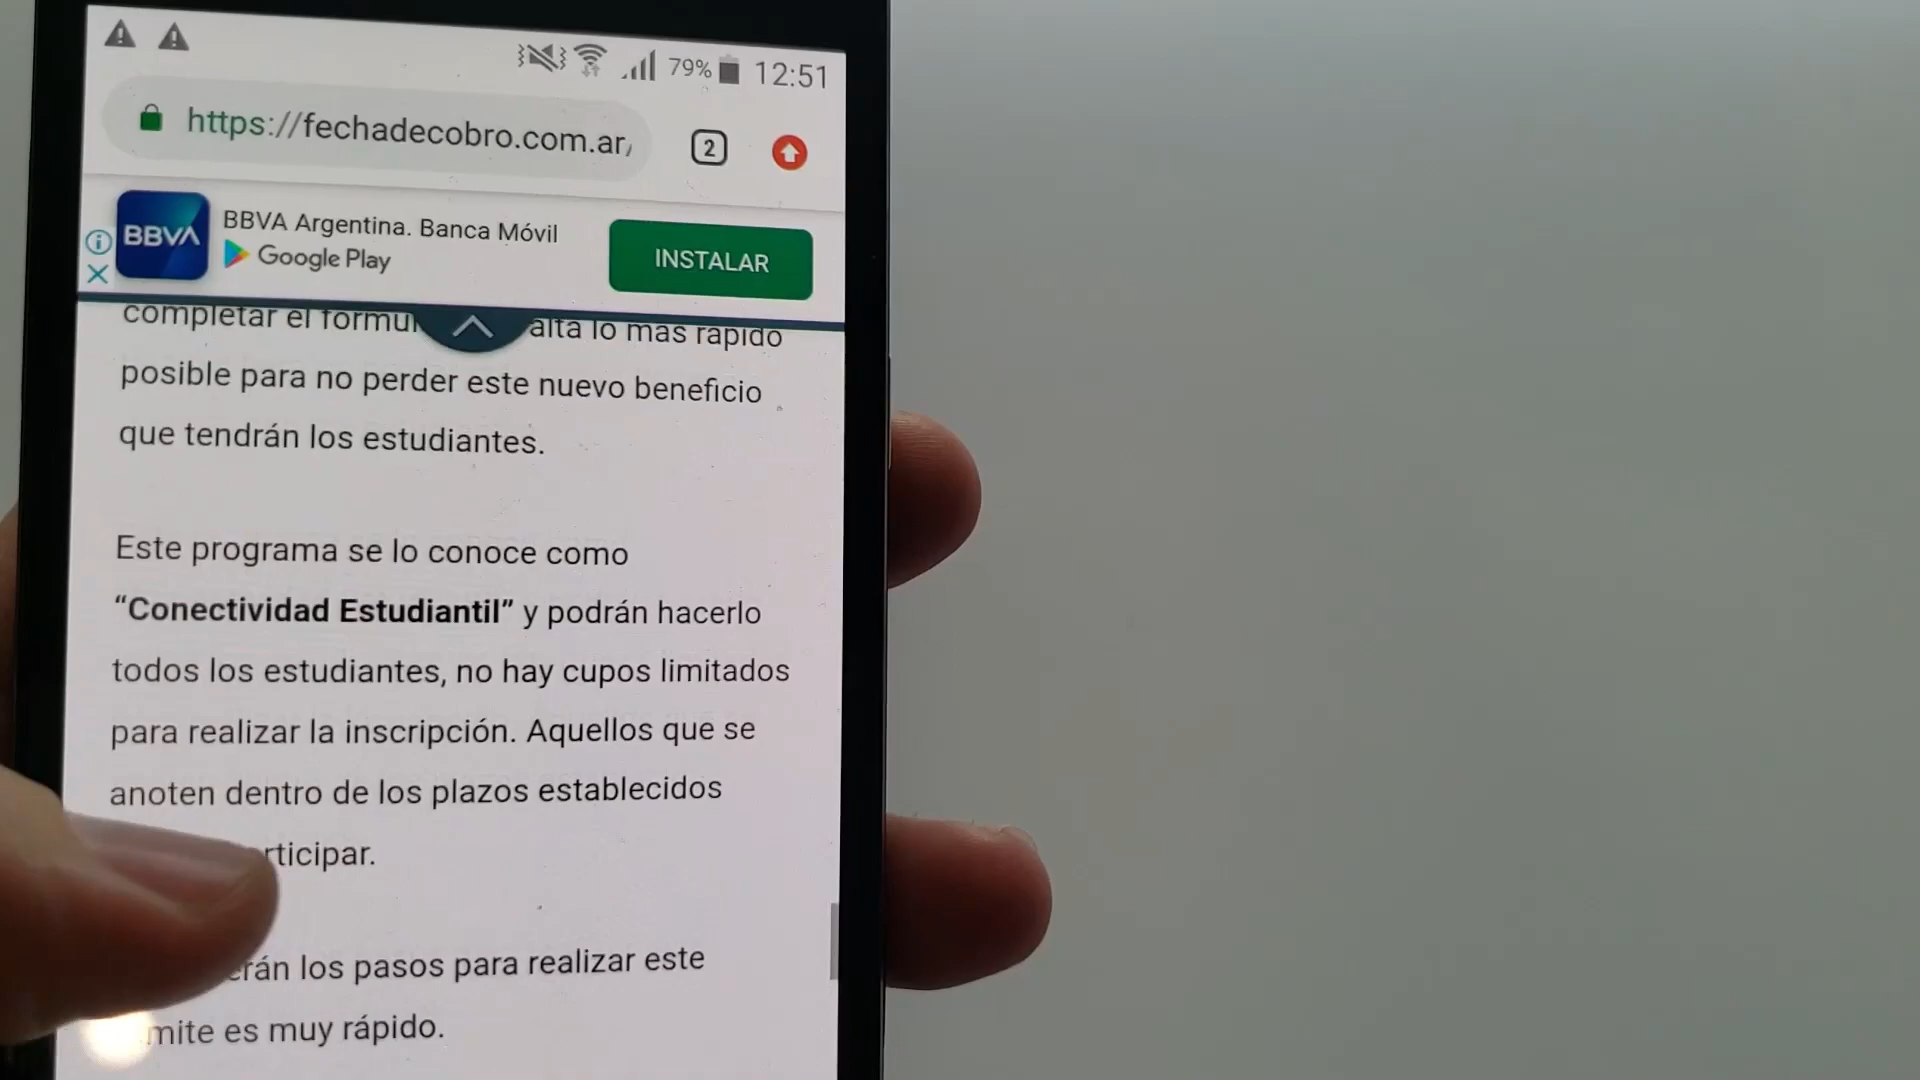 79% 12:51
https://fechadecobro.com.ar/
2
BBVA
BBVA Argentina. Banca Móvil
Google Play
INSTALAR
completar el alta lo más rápido
posible para no perder este nuevo beneficio
que tendrán los estudiantes.
Este programa se lo conoce como
“Conectividad Estudiantil” y podrán hacerlo
todos los estudiantes, no hay cupos limitados
para realizar la inscripción. Aquellos que se
anoten dentro de los plazos establecidos
rticipar.
erán los pasos para realizar este
mite es muy rápido.